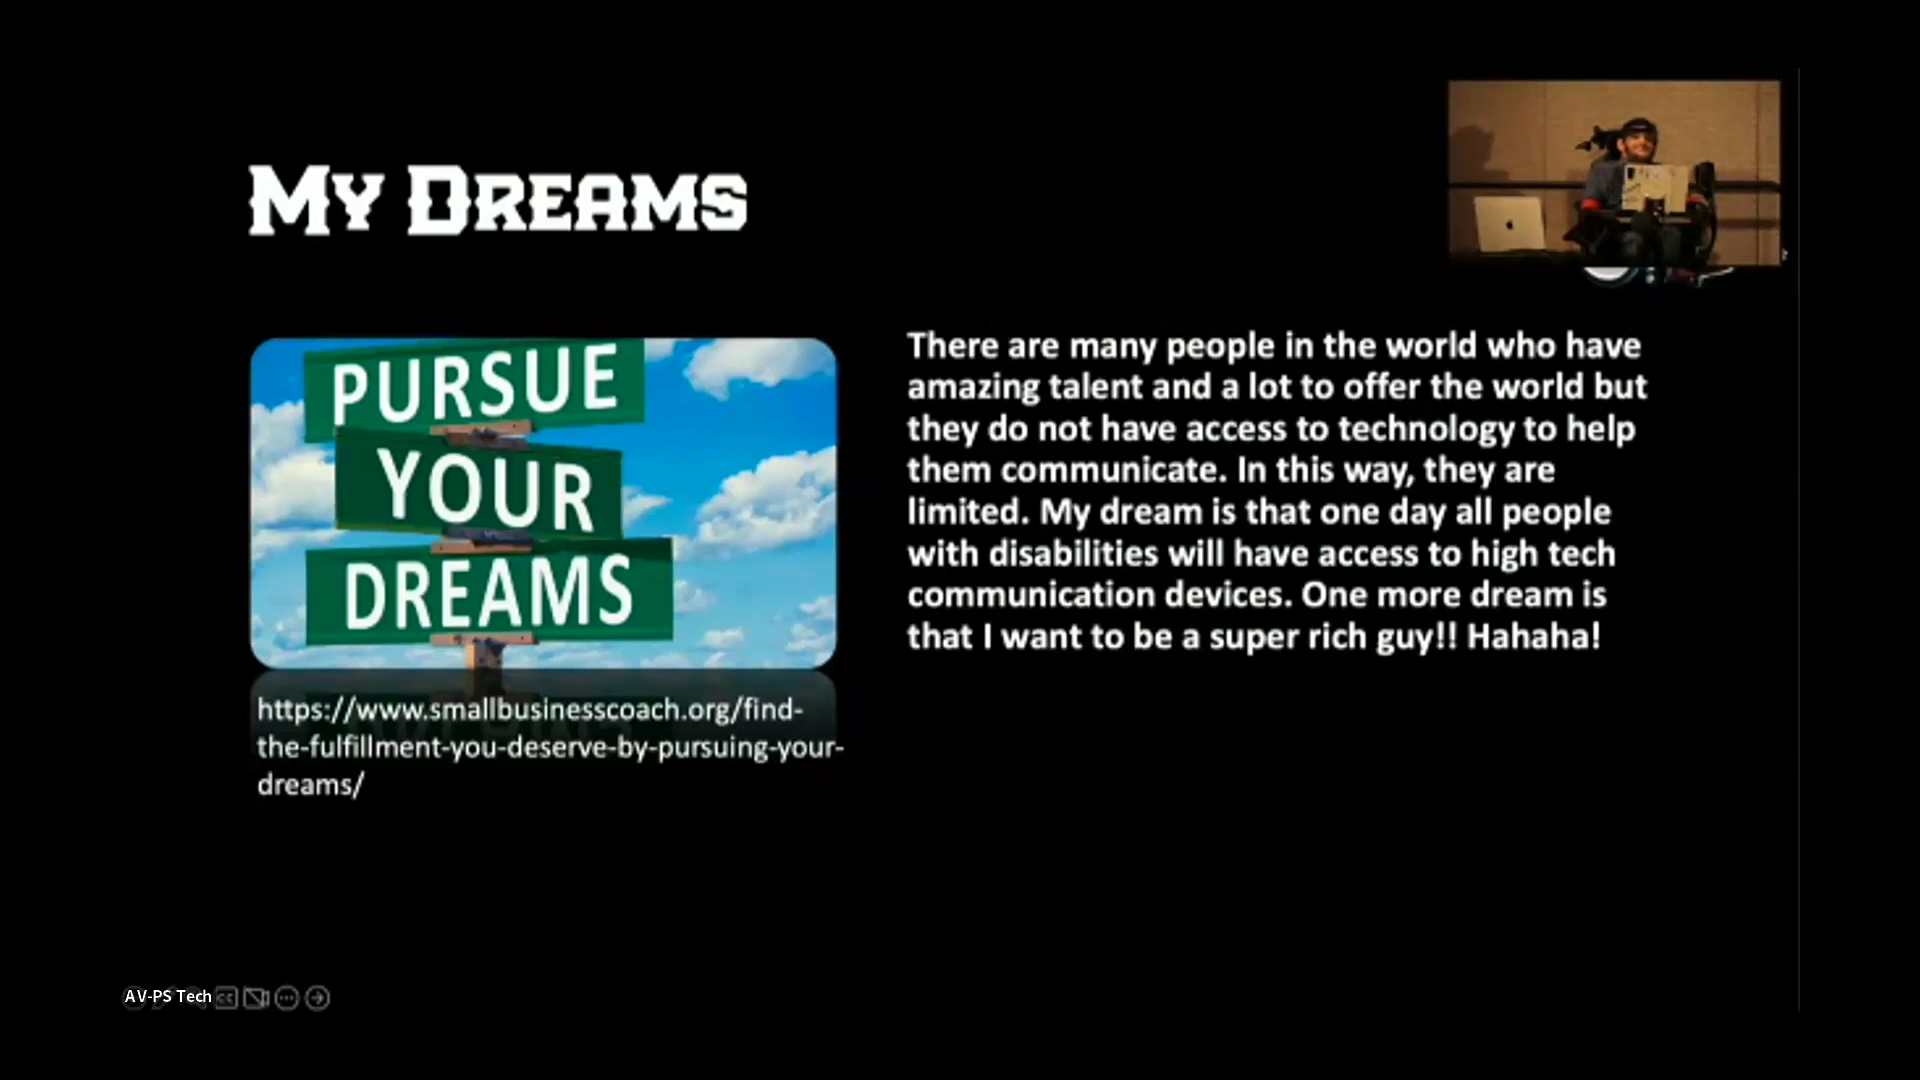 My Dreams
PURSUE
YOUR
DREAMS
https://www.smallbusinesscoach.org/find-
the-fulfillment-you-deserve-by-pursuing-your-
dreams/
There are many people in the world who have
amazing talent and a lot to offer the world but
they do not have access to technology to help
them communicate. In this way, they are
limited. My dream is that one day all people
with disabilities will have access to high tech
communication devices. One more dream is
that I want to be a super rich guy!! Hahaha!
AV-PS Tech